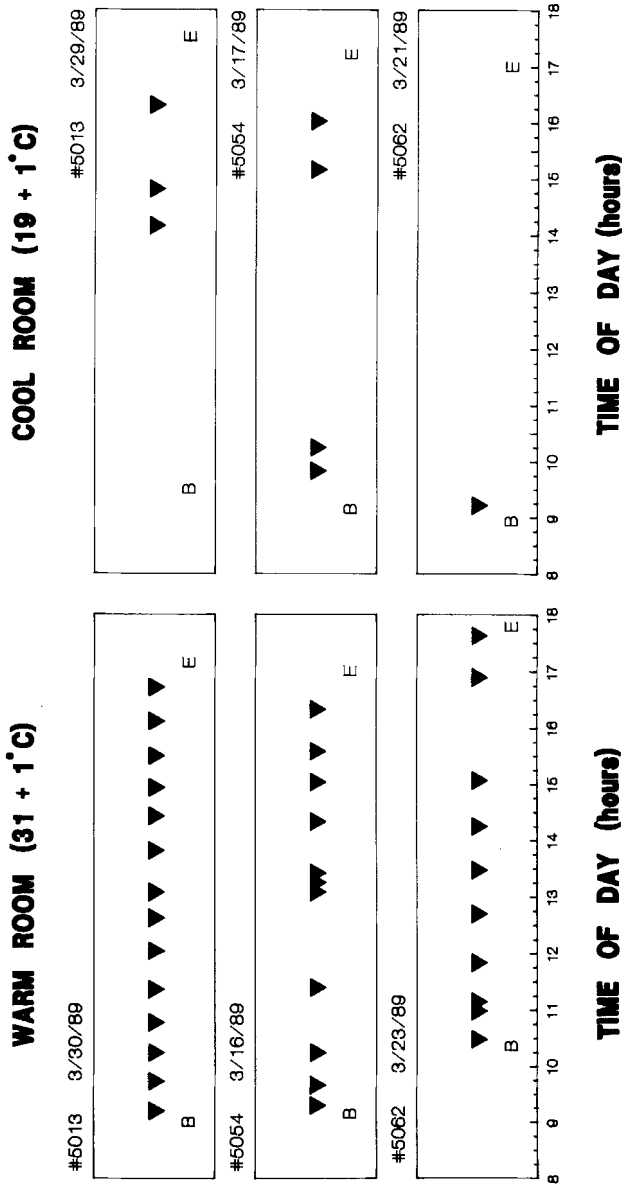 WARM ROOM (31 + 1°C)
#5013 3/30/89
B E
#5054 3/16/89
B E
#5062 3/23/89
B E
8 9 10 11 12 13 14 15 16 17 18
TIME OF DAY (hours)
COOL ROOM (19 + 1°C)
#5013 3/29/89
B E
#5054 3/17/89
B E
#5062 3/21/89
B E
8 9 10 11 12 13 14 15 16 17 18
TIME OF DAY (hours)